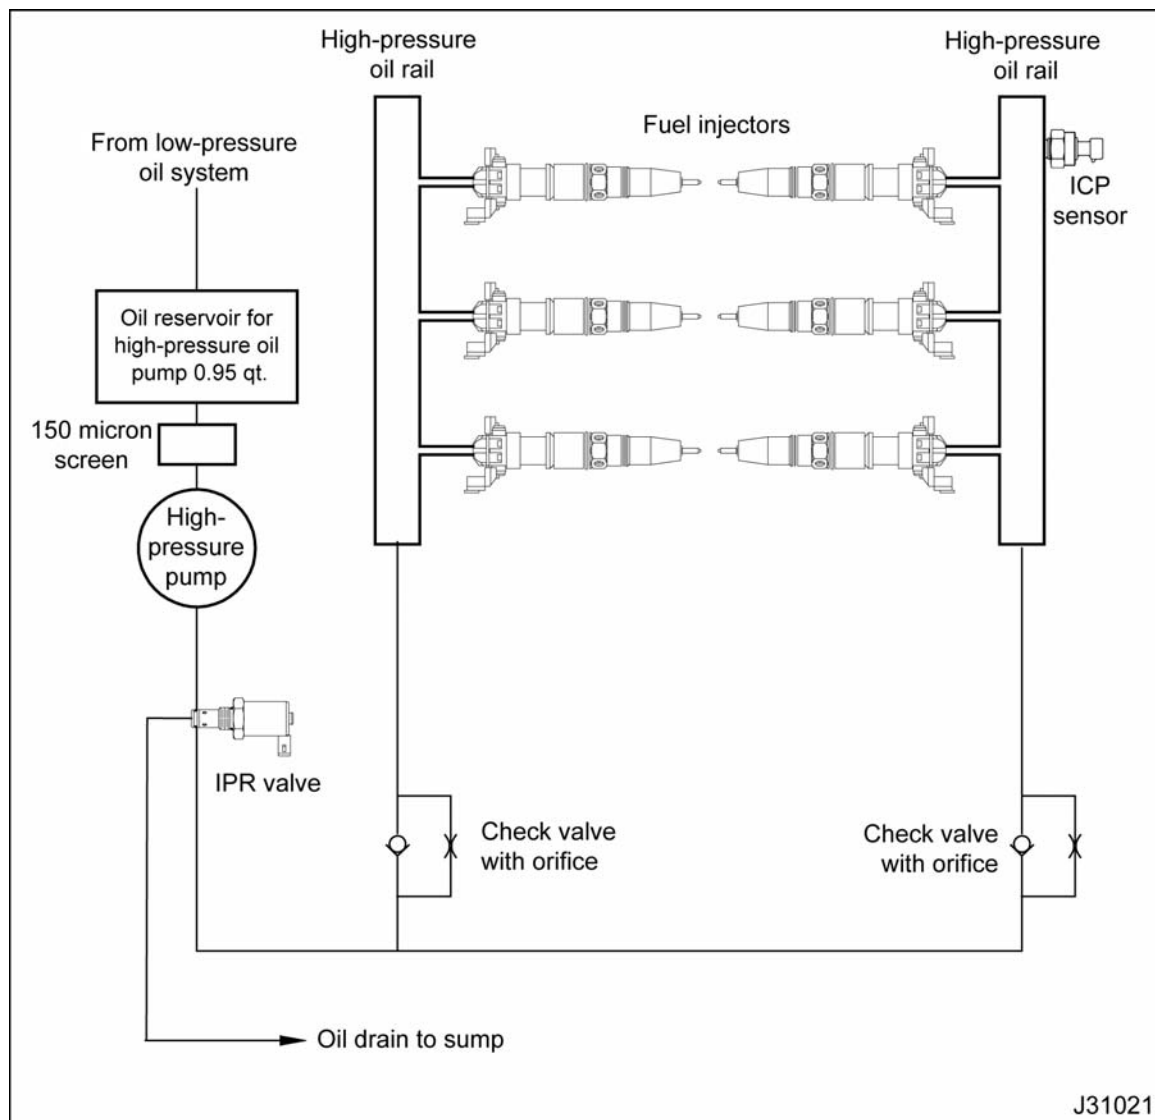 High-pressure
oil rail
High-pressure
oil rail
Fuel injectors
From low-pressure
oil system
ICP
sensor
Oil reservoir for
high-pressure oil
pump 0.95 qt.
150 micron
screen
High-
pressure
pump
IPR valve
Check valve
with orifice
Check valve
with orifice
Oil drain to sump
J31021